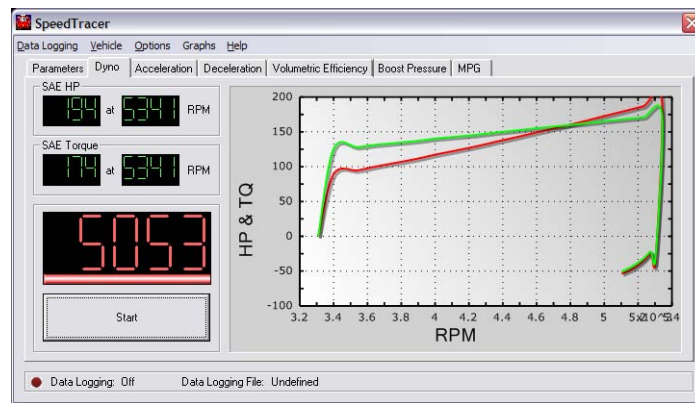 SpeedTracer
Data Logging Vehicle Options Graphs Help
Parameters Dyno Acceleration Deceleration Volumetric Efficiency Boost Pressure MPG
SAE HP
194 at 5341 RPM
SAE Torque
174 at 5341 RPM
5053
Start
HP & TQ
200
150
100
50
0
-50
-100
3.2 3.4 3.6 3.8 4.0 4.2 4.4 4.6 4.8 5 5.4
RPM
Data Logging: Off Data Logging File: Undefined